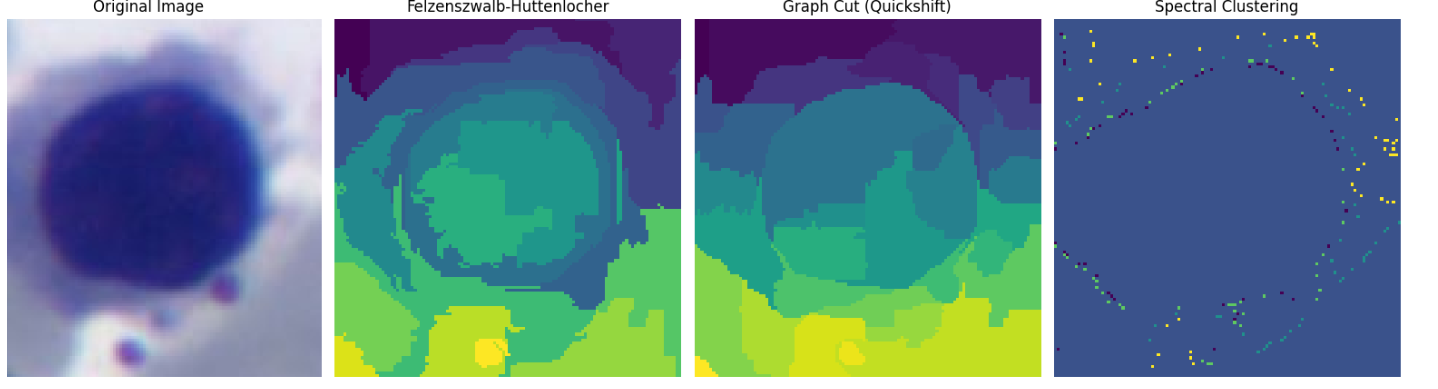 Original Image
Felzenszwalb-Huttenlocher
Graph Cut (Quickshift)
Spectral Clustering